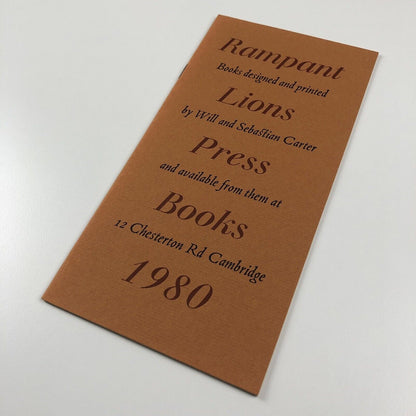 Rampant
Books designed and printed
Lions
by Will and Sebastian Carter
Press
and available from them at
Books
12 Chesterton Rd Cambridge
1980